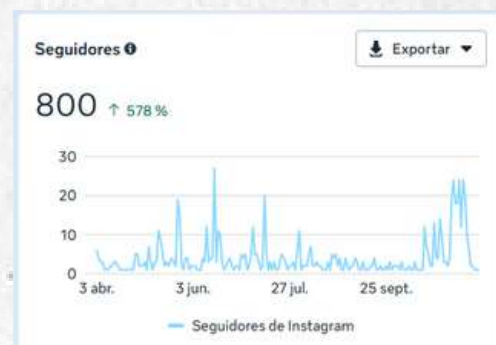 Seguidores
Exportar
800 ↑ 578 %
30
20
10
0
3 abr. 3 jun. 27 jul. 25 sept.
Seguidores de Instagram